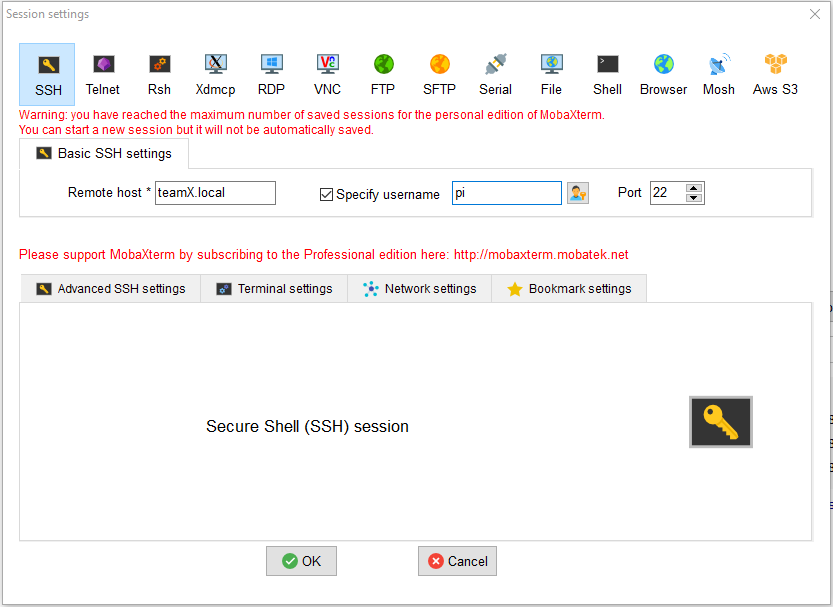 Session settings
SSH Telnet Rsh Xdmcp RDP VNC FTP SFTP Serial File Shell Browser Mosh Aws S3
Warning: you have reached the maximum number of saved sessions for the personal edition of MobaXterm.
You can start a new session but it will not be automatically saved.
Basic SSH settings
Remote host * teamX.local Specify username pi Port 22
Please support MobaXterm by subscribing to the Professional edition here: http://mobaxterm.mobatek.net
Advanced SSH settings Terminal settings Network settings Bookmark settings
Secure Shell (SSH) session
OK Cancel